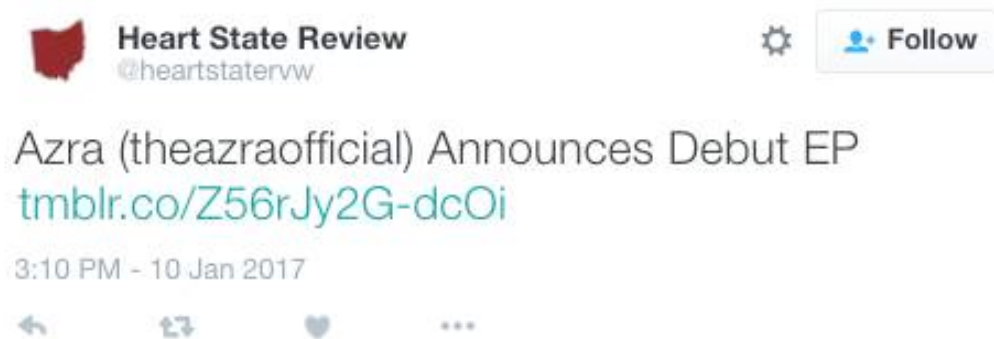 Heart State Review
Follow
@heartstatervw
Azra (theazraofficial) Announces Debut EP
tmblr.co/Z56rJy2G-dcOi
3:10 PM - 10 Jan 2017